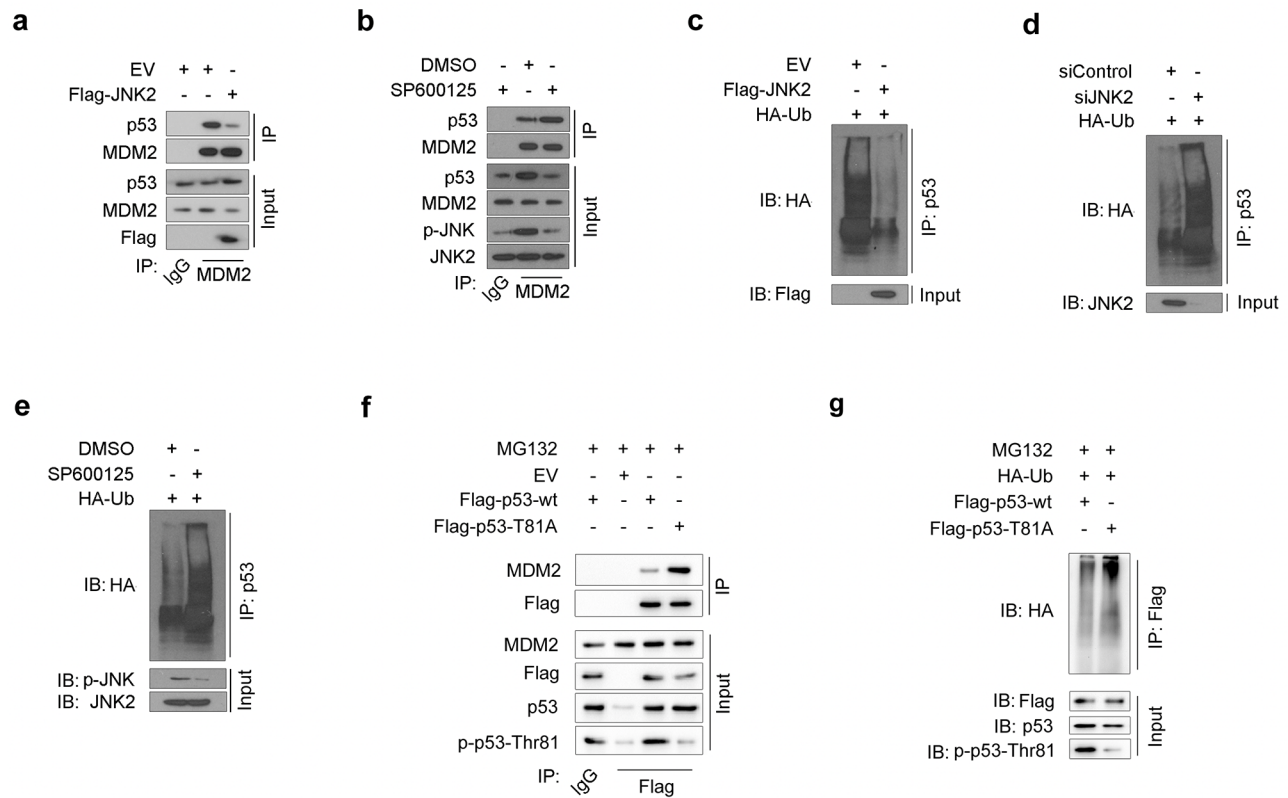 a
EV + + -
Flag-JNK2 - - +
p53
MDM2
IP
p53
MDM2
Flag
Input
IP: IgG MDM2
b
DMSO - + -
SP600125 + - +
p53
MDM2
IP
p53
MDM2
p-JNK
JNK2
Input
IP: IgG MDM2
c
EV + -
Flag-JNK2 - +
HA-Ub + +
IB: HA
IP: p53
IB: Flag
Input
d
siControl + -
siJNK2 - +
HA-Ub + +
IB: HA
IP: p53
IB: JNK2
Input
e
DMSO + -
SP600125 - +
HA-Ub + +
IB: HA
IP: p53
IB: p-JNK
IB: JNK2
Input
f
MG132 + + + +
EV - + - -
Flag-p53-wt + - + -
Flag-p53-T81A - - - +
MDM2
Flag
IP
MDM2
Flag
p53
p-p53-Thr81
Input
IP: IgG Flag
g
MG132 + +
HA-Ub + +
Flag-p53-wt + -
Flag-p53-T81A - +
IB: HA
IP: Flag
IB: Flag
IB: p53
IB: p-p53-Thr81
Input